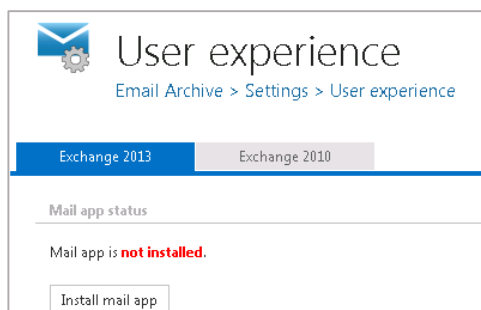 User experience
Email Archive > Settings > User experience
Exchange 2013 Exchange 2010
Mail app status
Mail app is not installed.
Install mail app